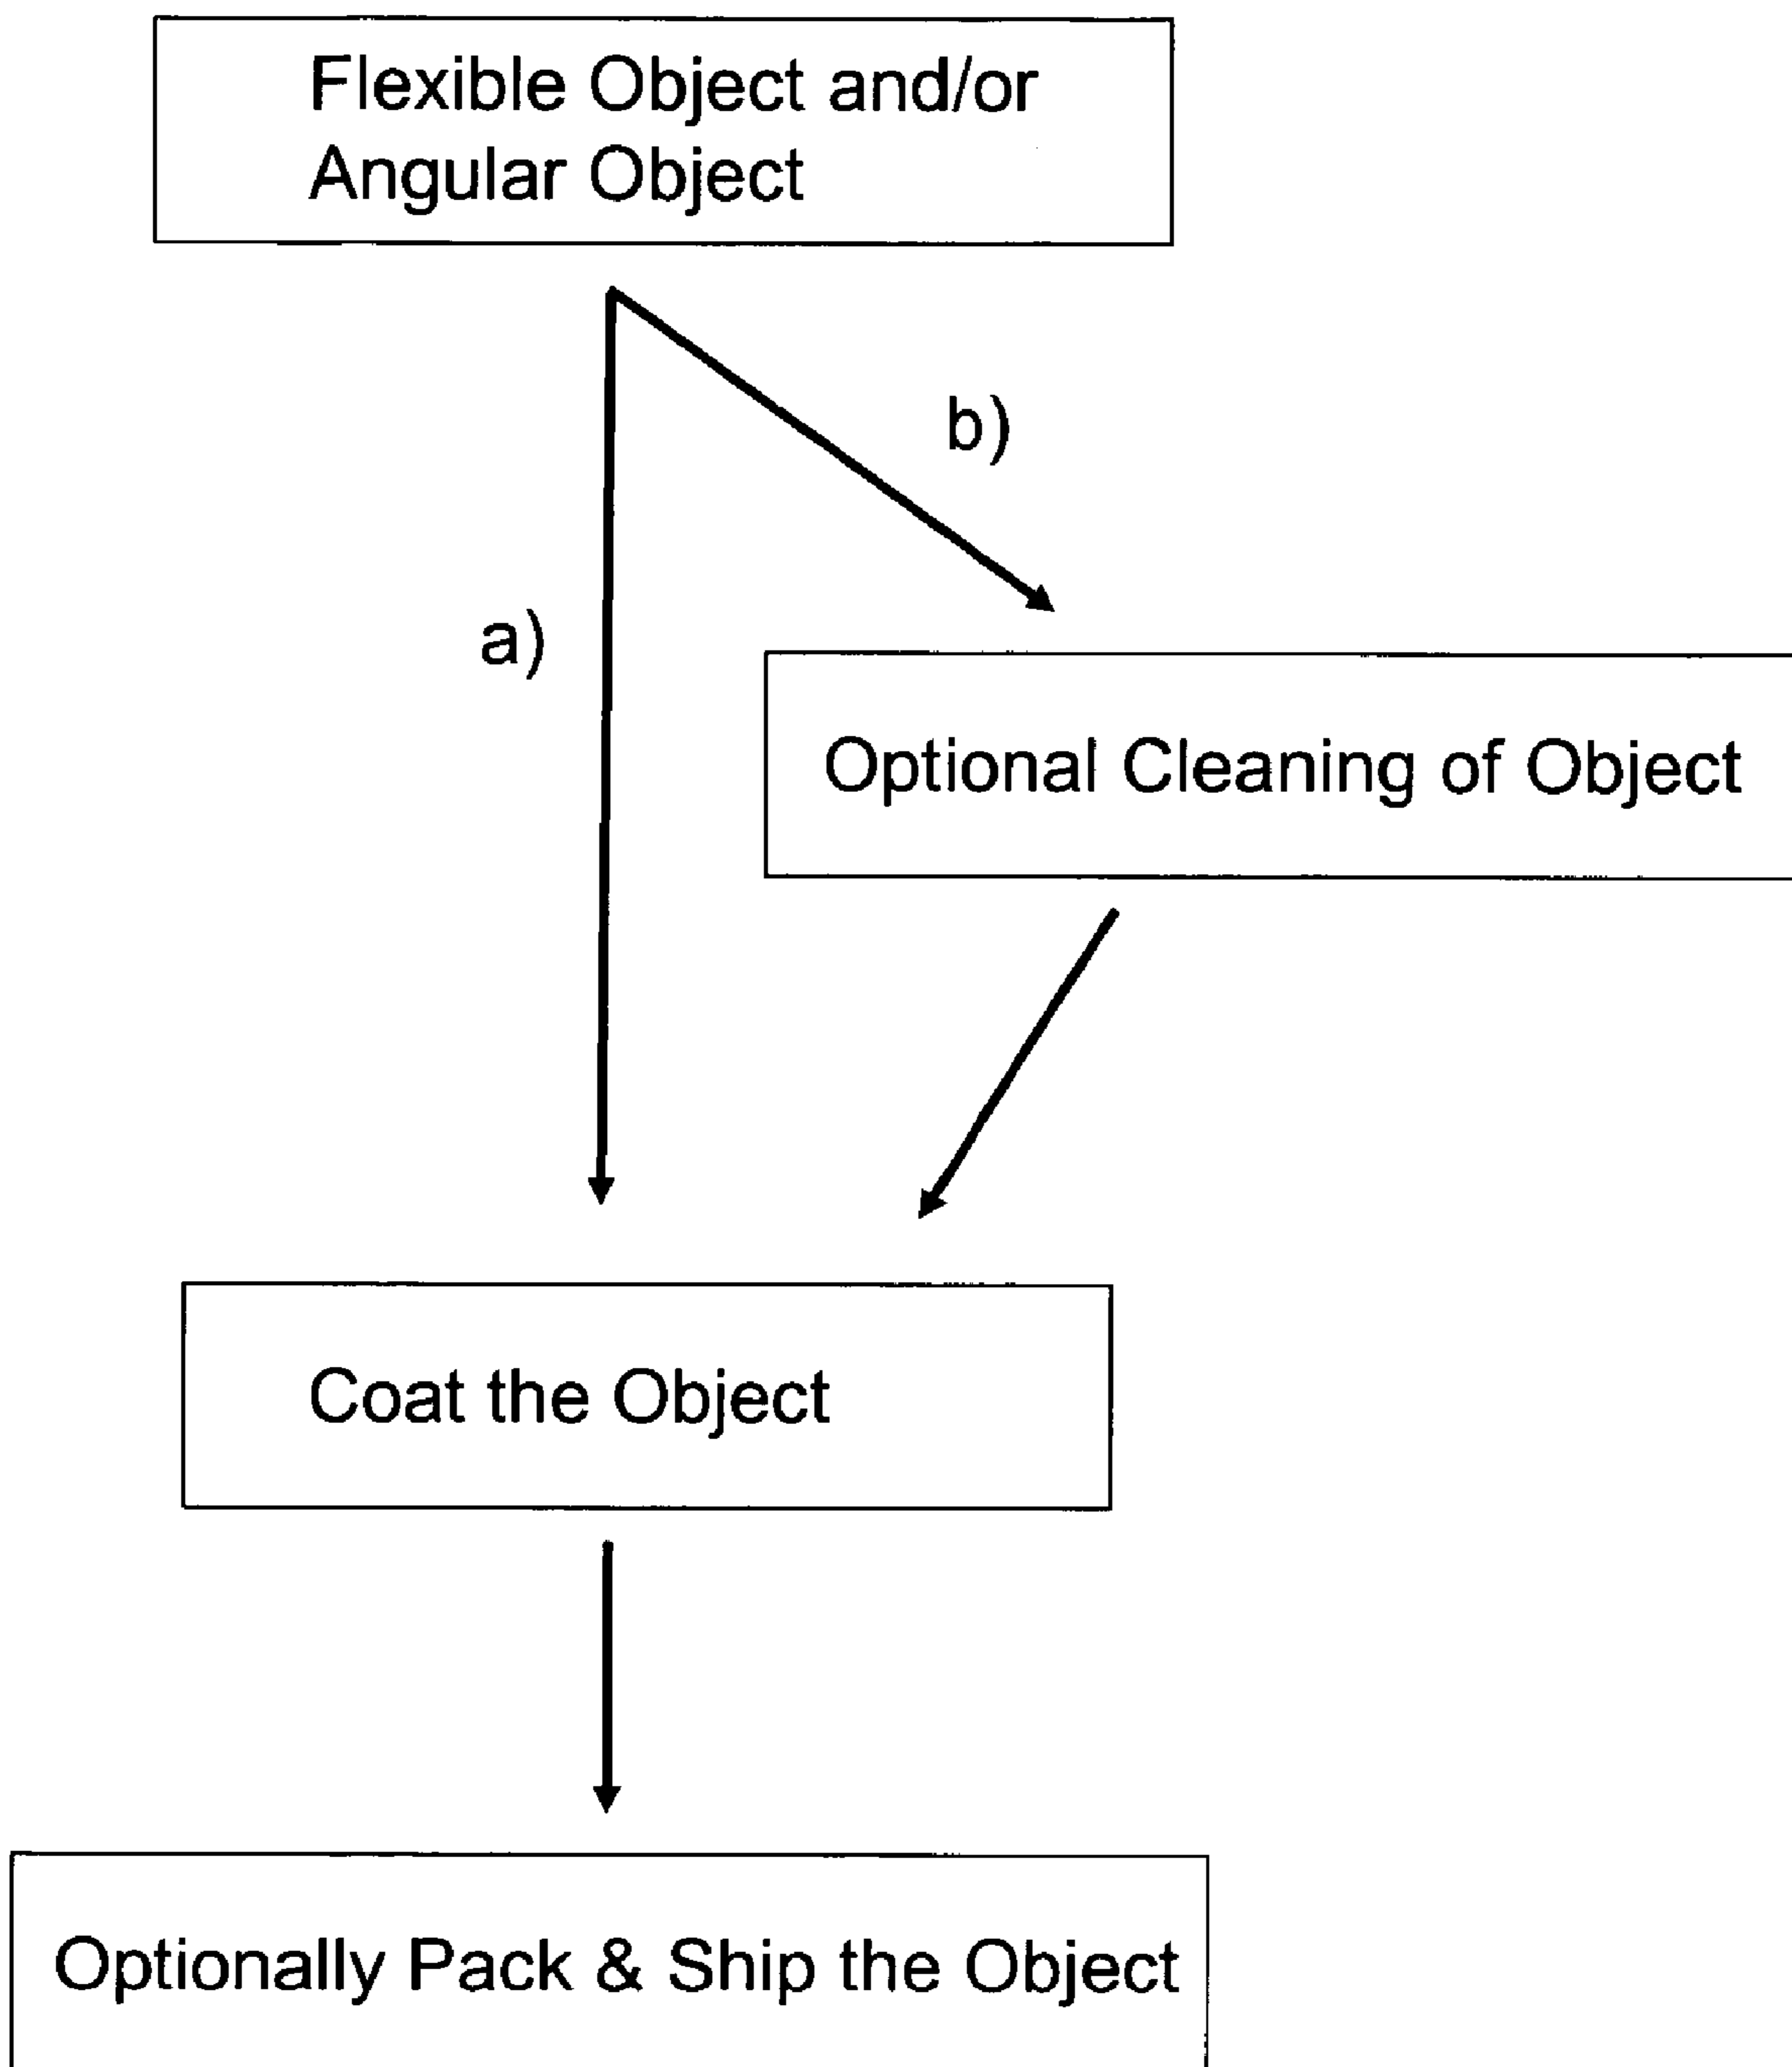 Flexible Object and/or
Angular Object
b)
a)
Optional Cleaning of Object
Coat the Object
Optionally Pack & Ship the Object